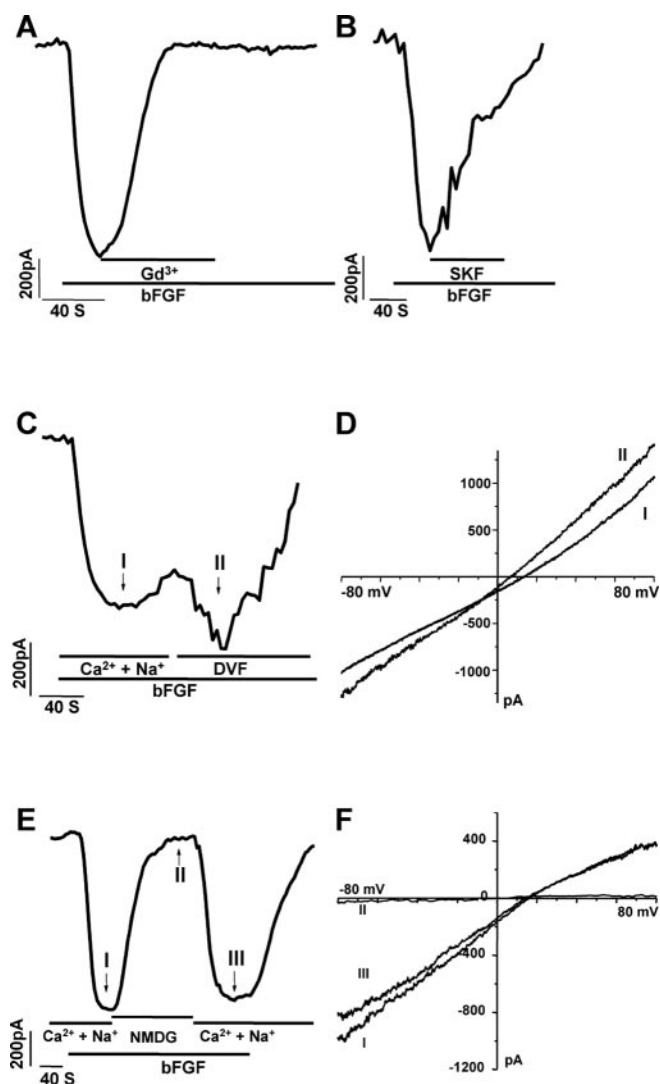 A
B
200pA
Gd³⁺
bFGF
40 S
200pA
SKF
bFGF
40 S
C
D
I
II
200pA
Ca²⁺ + Na⁺
DVF
bFGF
40 S
II
I
1000
500
-80 mV
80 mV
-500
-1000
pA
E
F
I
II
III
200pA
Ca²⁺ + Na⁺
NMDG
Ca²⁺ + Na⁺
bFGF
40 S
400
-80 mV
0
II
80 mV
-400
III
-800
I
-1200
pA